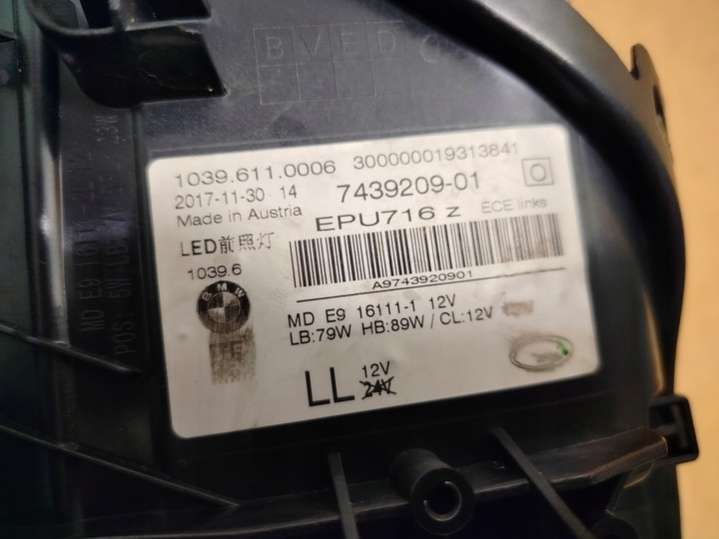 BVED
1039.611.0006 300000019313841
2017-11-30 14 7439209-01
Made in Austria EPU716 z ECE links
LED前照灯
1039.6 A9743920901
BMW
MD E9 16111-1 12V
LB:79W HB:89W / CL:12V
LL 12V
24V